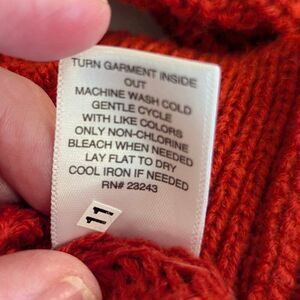 TURN GARMENT INSIDE
OUT
MACHINE WASH COLD
GENTLE CYCLE
WITH LIKE COLORS
ONLY NON-CHLORINE
BLEACH WHEN NEEDED
LAY FLAT TO DRY
COOL IRON IF NEEDED
RN# 23243
11